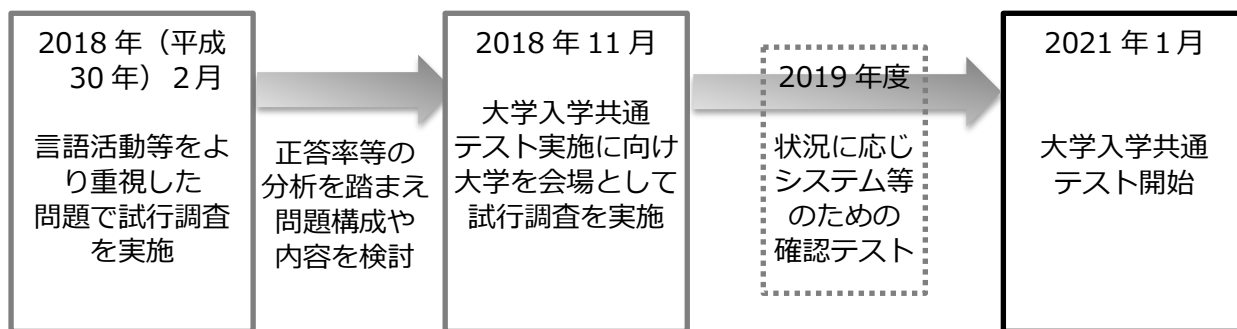 2018 年（平成
30 年）２月
言語活動等をよ
り重視した
問題で試行調査
を実施
正答率等の
分析を踏まえ
問題構成や
内容を検討
2018 年 11 月
大学入学共通
テスト実施に向け
大学を会場として
試行調査を実施
2019 年度
状況に応じ
システム等
のための
確認テスト
2021 年１月
大学入学共通
テスト開始